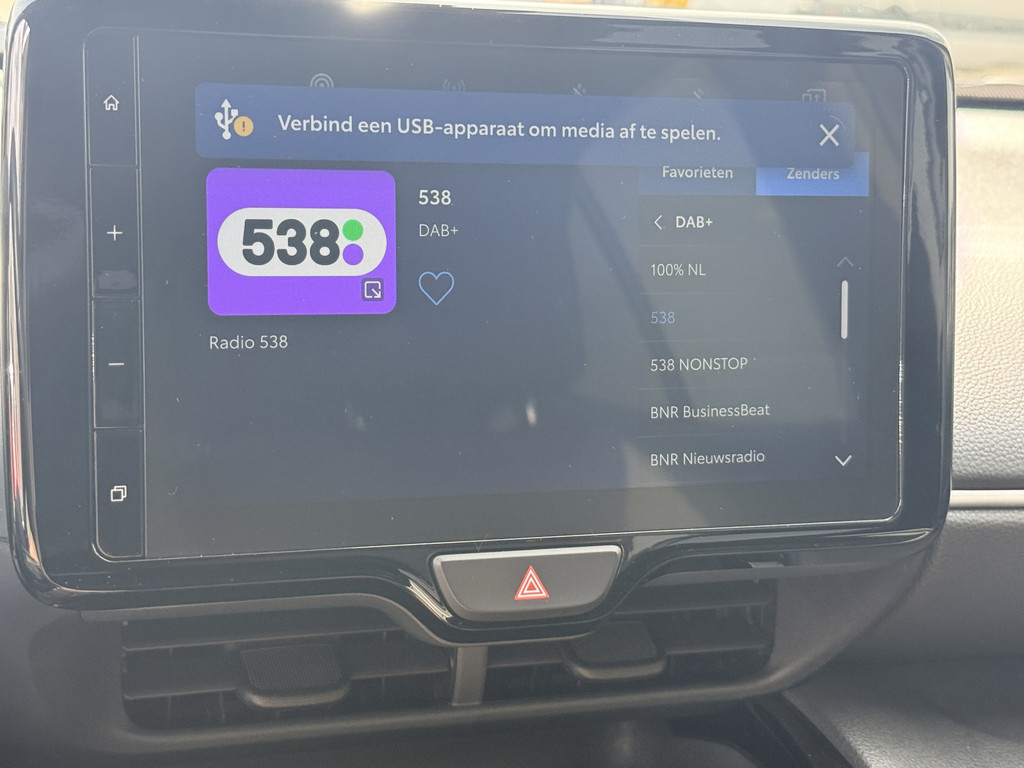 Verbind een USB-apparaat om media af te spelen.
538
538
DAB+
Radio 538
Favorieten
Zenders
DAB+
100% NL
538
538 NONSTOP
BNR BusinessBeat
BNR Nieuwsradio